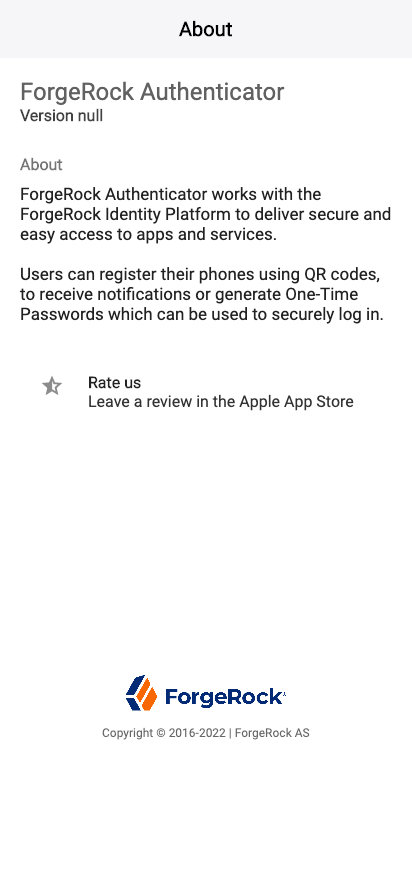 About
ForgeRock Authenticator
Version null
About
ForgeRock Authenticator works with the
ForgeRock Identity Platform to deliver secure and
easy access to apps and services.
Users can register their phones using QR codes,
to receive notifications or generate One-Time
Passwords which can be used to securely log in.
Rate us
Leave a review in the Apple App Store
ForgeRock
Copyright © 2016-2022 | ForgeRock AS